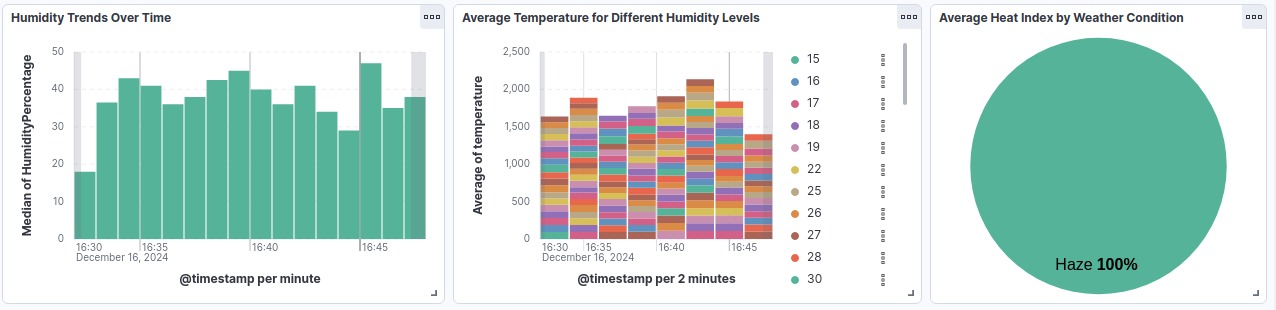 Humidity Trends Over Time
Median of HumidityPercentage
50
40
30
20
10
0
16:30 16:35 16:40 16:45
December 16, 2024
@timestamp per minute
Average Temperature for Different Humidity Levels
Average of temperature
2,500
2,000
1,500
1,000
500
0
16:30 16:35 16:40 16:45
December 16, 2024
@timestamp per 2 minutes
15
16
17
18
19
22
25
26
27
28
30
Average Heat Index by Weather Condition
Haze 100%